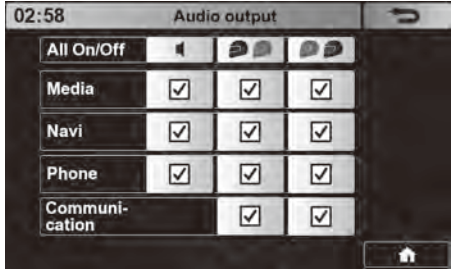 02:58 Audio output
All On/Off
Media
Navi
Phone
Communi-
cation